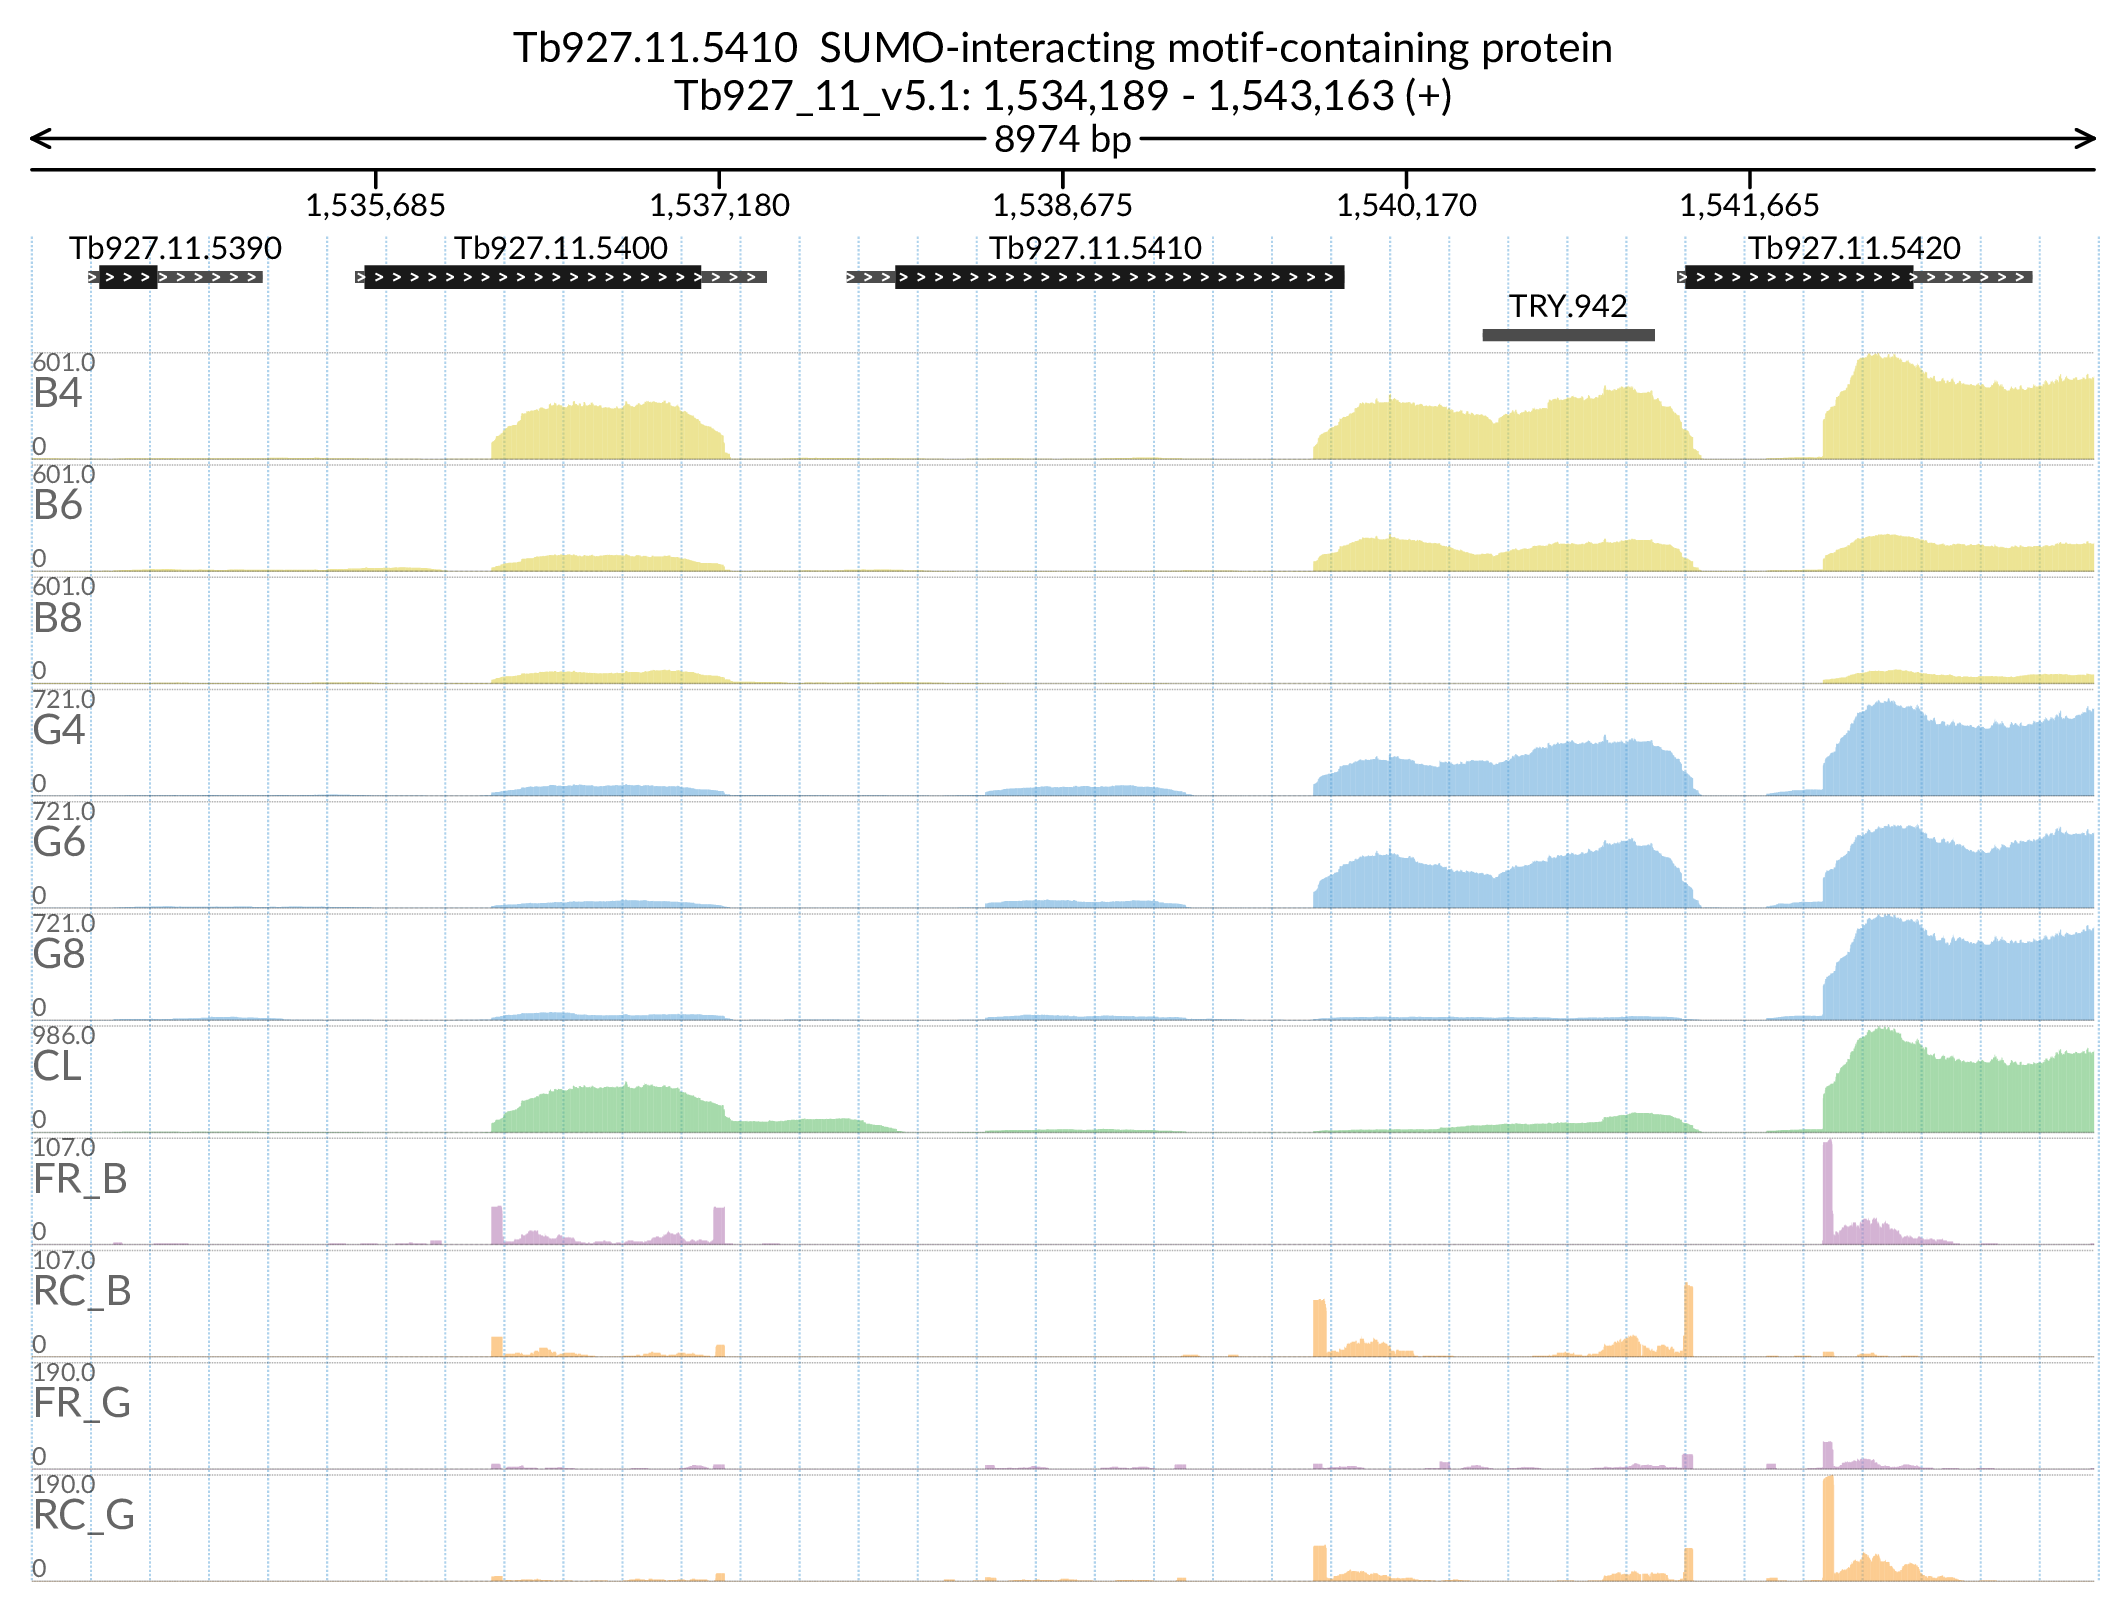 Tb927.11.5410  SUMO-interacting motif-containing protein
Tb927_11_v5.1: 1,534,189 - 1,543,163 (+)
8974 bp
1,535,685 1,537,180 1,538,675 1,540,170 1,541,665
Tb927.11.5390 Tb927.11.5400 Tb927.11.5410 Tb927.11.5420
TRY.942
601.0
B4
0
601.0
B6
0
601.0
B8
0
721.0
G4
0
721.0
G6
0
721.0
G8
0
986.0
CL
0
107.0
FR_B
0
107.0
RC_B
0
190.0
FR_G
0
190.0
RC_G
0